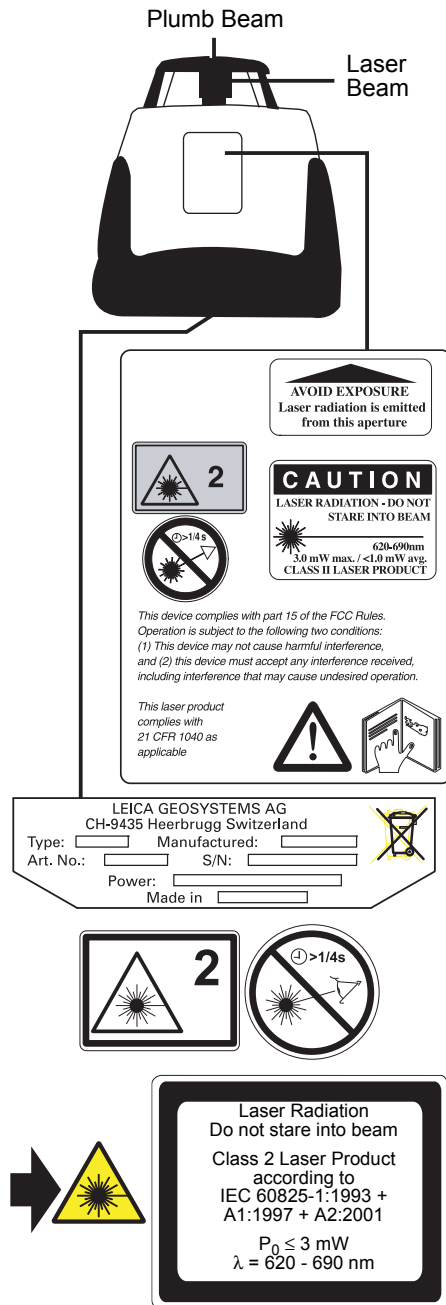 Plumb Beam
Laser
Beam
AVOID EXPOSURE
Laser radiation is emitted
from this aperture
2
>1/4 s
CAUTION
LASER RADIATION - DO NOT
STARE INTO BEAM
620-690nm
3.0 mW max. / <1.0 mW avg.
CLASS II LASER PRODUCT
This device complies with part 15 of the FCC Rules.
Operation is subject to the following two conditions:
(1) This device may not cause harmful interference,
and (2) this device must accept any interference received,
including interference that may cause undesired operation.
This laser product
complies with
21 CFR 1040 as
applicable
LEICA GEOSYSTEMS AG
CH-9435 Heerbrugg Switzerland
Type: Manufactured:
Art. No.: S/N:
Power:
Made in
2
>1/4s
Laser Radiation
Do not stare into beam
Class 2 Laser Product
according to
IEC 60825-1:1993 +
A1:1997 + A2:2001
P₀ ≤ 3 mW
λ = 620 - 690 nm